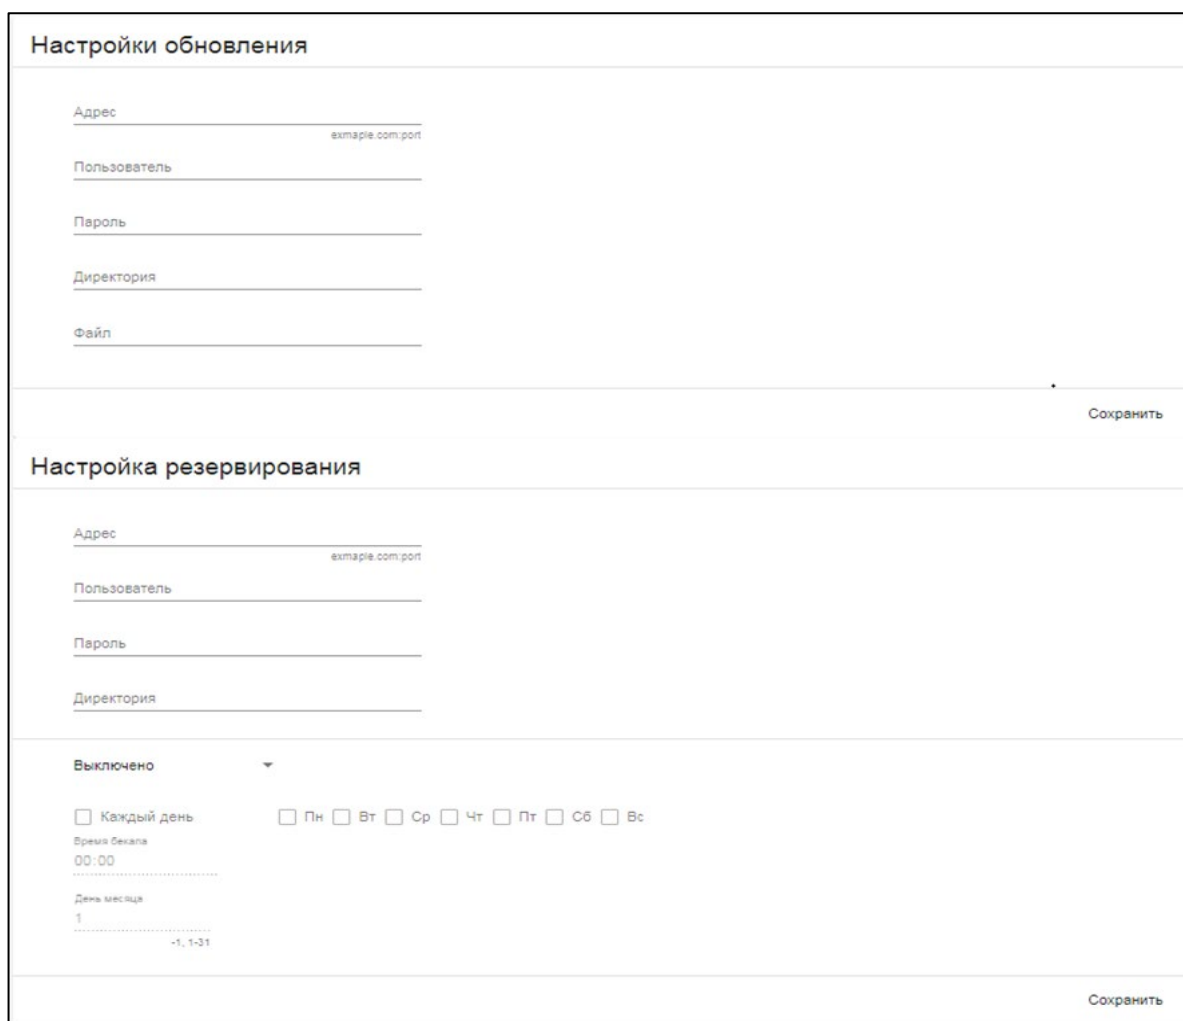 Настройки обновления
Адрес
exmaple.com:port
Пользователь
Пароль
Директория
Файл
Сохранить
Настройка резервирования
Адрес
exmaple.com:port
Пользователь
Пароль
Директория
Выключено
Каждый день Пн Вт Ср Чт Пт Сб Вс
Время бекапа
00:00
День месяца
1
-1, 1-31
Сохранить